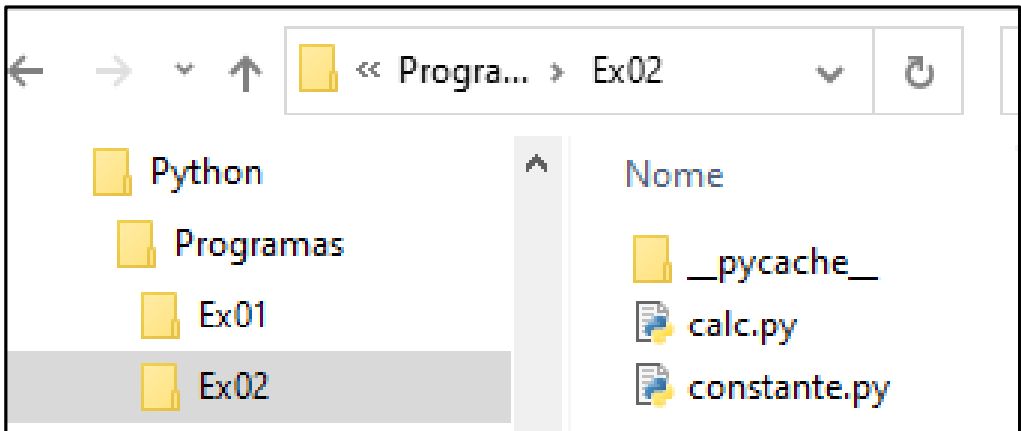 « Progra... › Ex02
Python
Programas
Ex01
Ex02
Nome
__pycache__
calc.py
constante.py